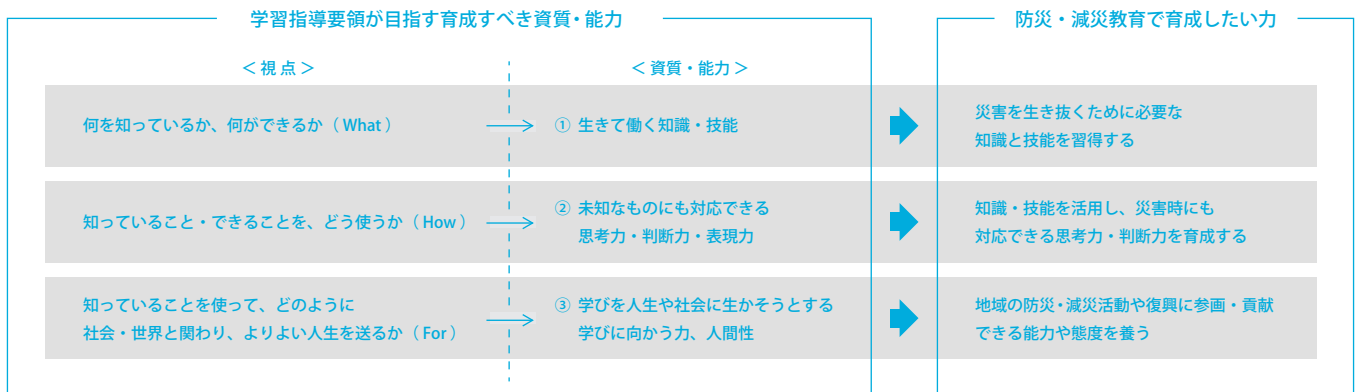 学習指導要領が目指す育成すべき資質・能力
防災・減災教育で育成したい力
＜ 視 点 ＞
＜ 資質・能力 ＞
何を知っているか、何ができるか（ What ）
① 生きて働く知識・技能
災害を生き抜くために必要な
知識と技能を習得する
知っていること・できることを、どう使うか（ How ）
② 未知なものにも対応できる
思考力・判断力・表現力
知識・技能を活用し、災害時にも
対応できる思考力・判断力を育成する
知っていることを使って、どのように
社会・世界と関わり、よりよい人生を送るか（ For ）
③ 学びを人生や社会に生かそうとする
学びに向かう力、人間性
地域の防災・減災活動や復興に参画・貢献
できる能力や態度を養う